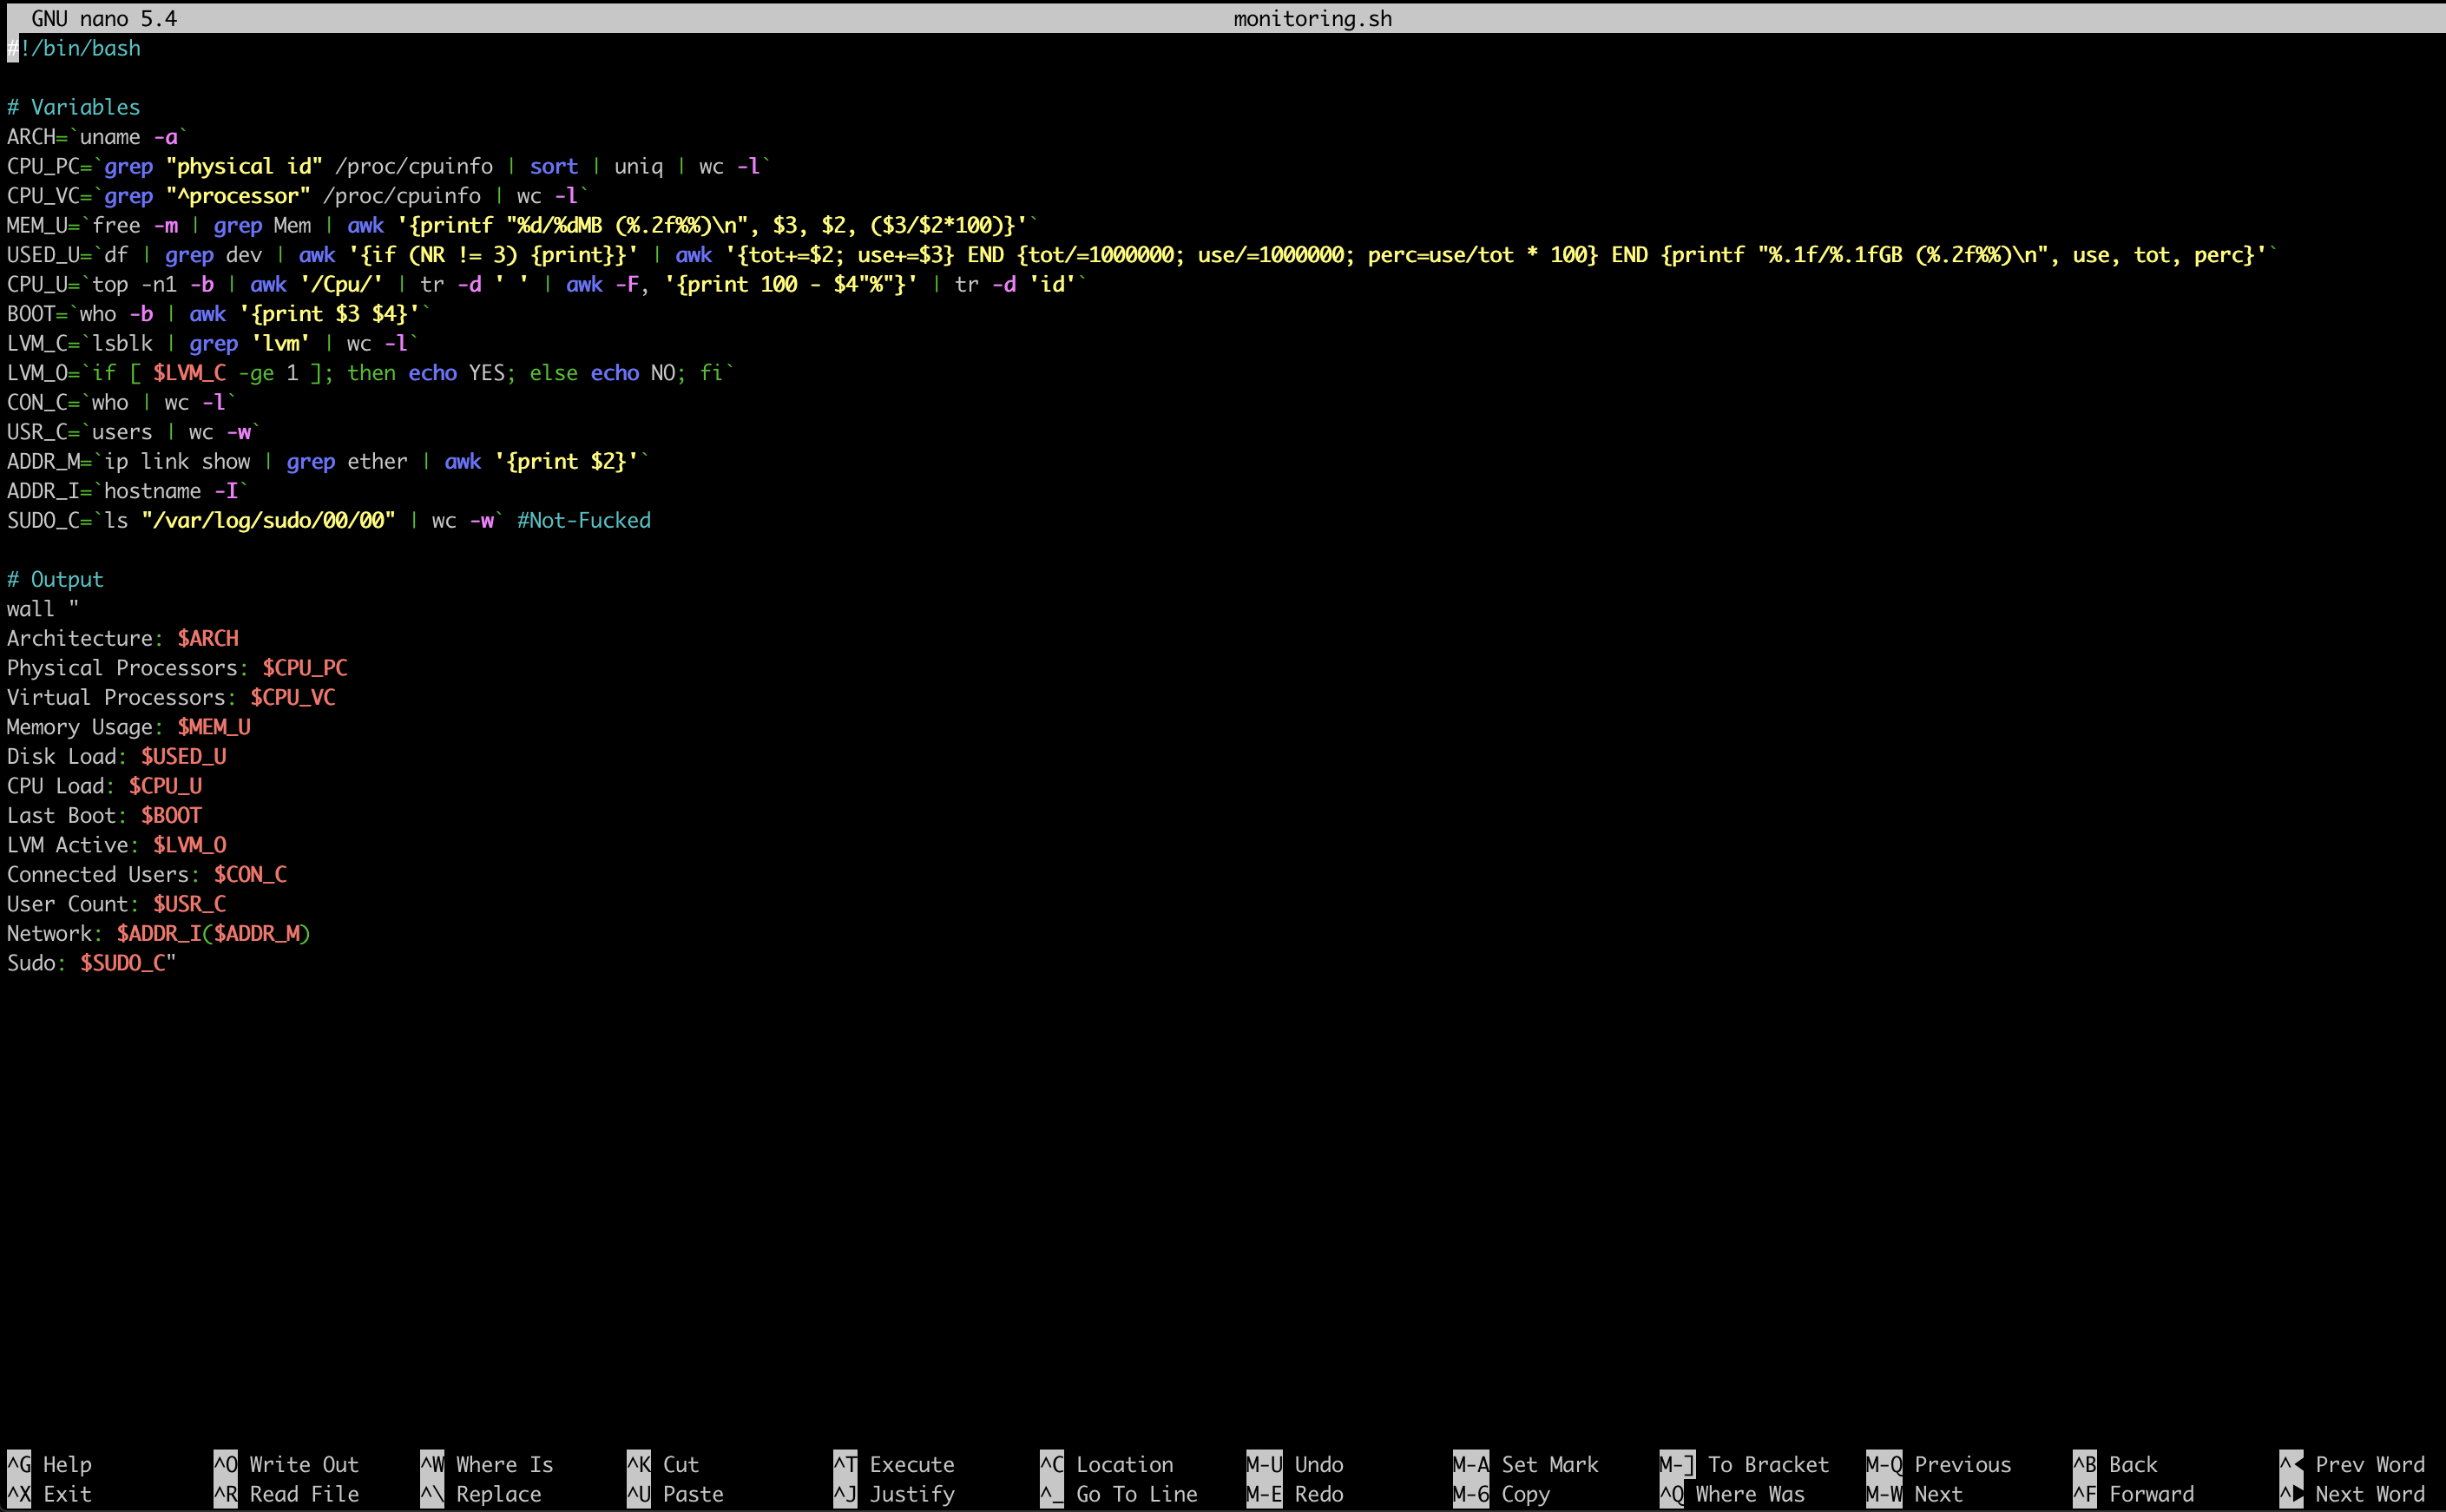 GNU nano 5.4 monitoring.sh
#!/bin/bash
# Variables
ARCH=`uname -a`
CPU_PC=`grep "physical id" /proc/cpuinfo | sort | uniq | wc -l`
CPU_VC=`grep "^processor" /proc/cpuinfo | wc -l`
MEM_U=`free -m | grep Mem | awk '{printf "%d/%dMB (%.2f%%)\n", $3, $2, ($3/$2*100)}'`
USED_U=`df | grep dev | awk '{if (NR != 3) {print}}' | awk '{tot+=$2; use+=$3} END {tot/=1000000; use/=1000000; perc=use/tot * 100} END {printf "%.1f/%.1fGB (%.2f%%)\n", use, tot, perc}'`
CPU_U=`top -n1 -b | awk '/Cpu/' | tr -d ' ' | awk -F, '{print 100 - $4"%"}' | tr -d 'id'`
BOOT=`who -b | awk '{print $3 $4}'`
LVM_C=`lsblk | grep 'lvm' | wc -l`
LVM_O=`if [ $LVM_C -ge 1 ]; then echo YES; else echo NO; fi`
CON_C=`who | wc -l`
USR_C=`users | wc -w`
ADDR_M=`ip link show | grep ether | awk '{print $2}'`
ADDR_I=`hostname -I`
SUDO_C=`ls "/var/log/sudo/00/00" | wc -w` #Not-Fucked
# Output
wall "
Architecture: $ARCH
Physical Processors: $CPU_PC
Virtual Processors: $CPU_VC
Memory Usage: $MEM_U
Disk Load: $USED_U
CPU Load: $CPU_U
Last Boot: $BOOT
LVM Active: $LVM_O
Connected Users: $CON_C
User Count: $USR_C
Network: $ADDR_I($ADDR_M)
Sudo: $SUDO_C"
^G Help ^O Write Out ^W Where Is ^K Cut ^T Execute ^C Location M-U Undo M-A Set Mark M-] To Bracket M-Q Previous ^B Back ^◀ Prev Word
^X Exit ^R Read File ^\ Replace ^U Paste ^J Justify ^_ Go To Line M-E Redo M-6 Copy ^Q Where Was M-W Next ^F Forward ^▶ Next Word